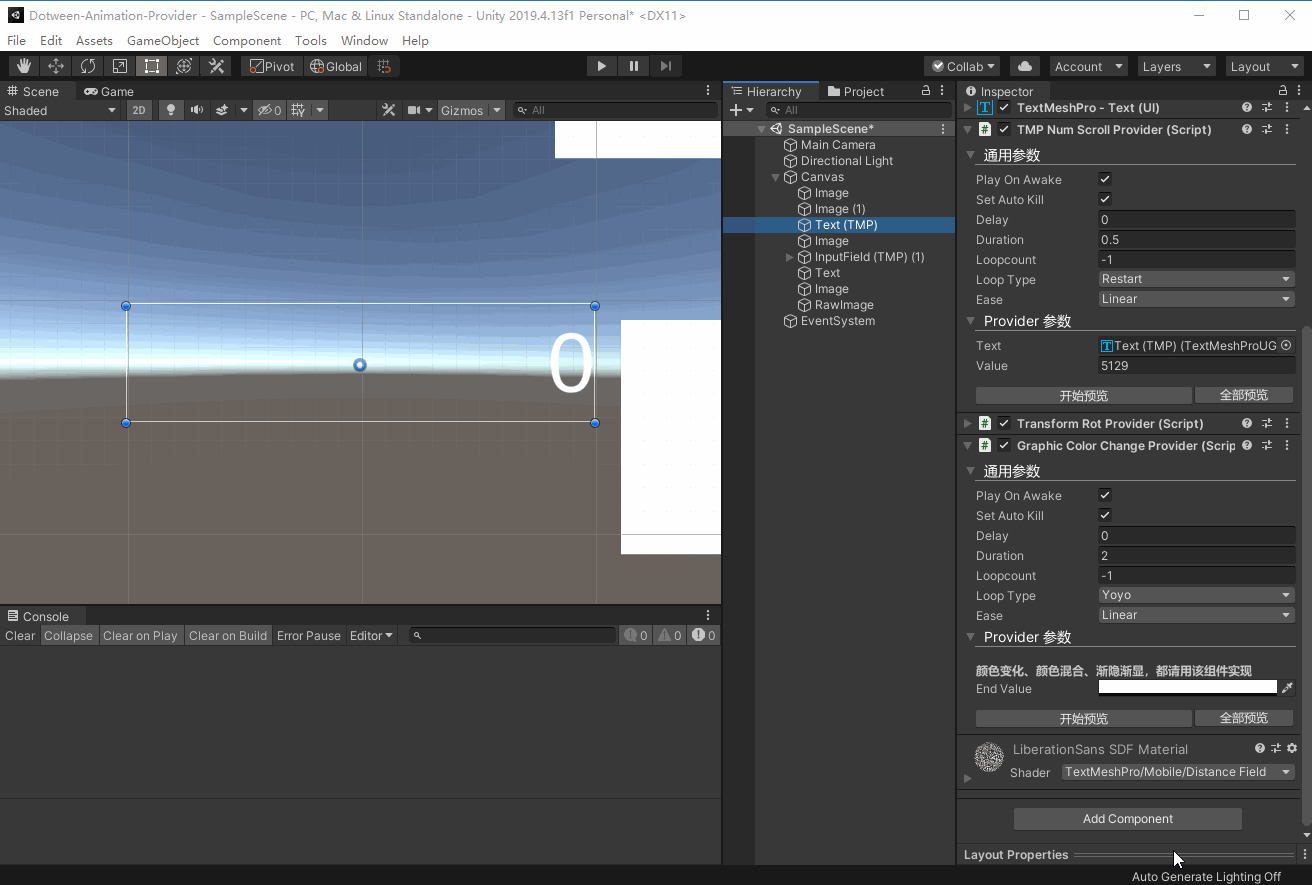 Dotween-Animation-Provider - SampleScene - PC, Mac & Linux Standalone - Unity 2019.4.13f1 Personal* <DX11>
File Edit Assets GameObject Component Tools Window Help
Pivot Global Collab Account Layers Layout
Scene Game
Shaded 2D 0 Gizmos All
0
Console
Clear Collapse Clear on Play Clear on Build Error Pause Editor 0 0 0
Hierarchy Project
All
SampleScene*
Main Camera
Directional Light
Canvas
Image
Image (1)
Text (TMP)
Image
InputField (TMP) (1)
Text
Image
RawImage
EventSystem
Inspector
TextMeshPro - Text (UI)
TMP Num Scroll Provider (Script)
通用参数
Play On Awake
Set Auto Kill
Delay 0
Duration 0.5
Loopcount -1
Loop Type Restart
Ease Linear
Provider 参数
Text Text (TMP) (TextMeshProUG
Value 5129
开始预览 全部预览
Transform Rot Provider (Script)
Graphic Color Change Provider (Scrip
通用参数
Play On Awake
Set Auto Kill
Delay 0
Duration 2
Loopcount -1
Loop Type Yoyo
Ease Linear
Provider 参数
颜色变化、颜色混合、渐隐渐显，都请用该组件实现
End Value
开始预览 全部预览
LiberationSans SDF Material
Shader TextMeshPro/Mobile/Distance Field
Add Component
Layout Properties
Auto Generate Lighting Off